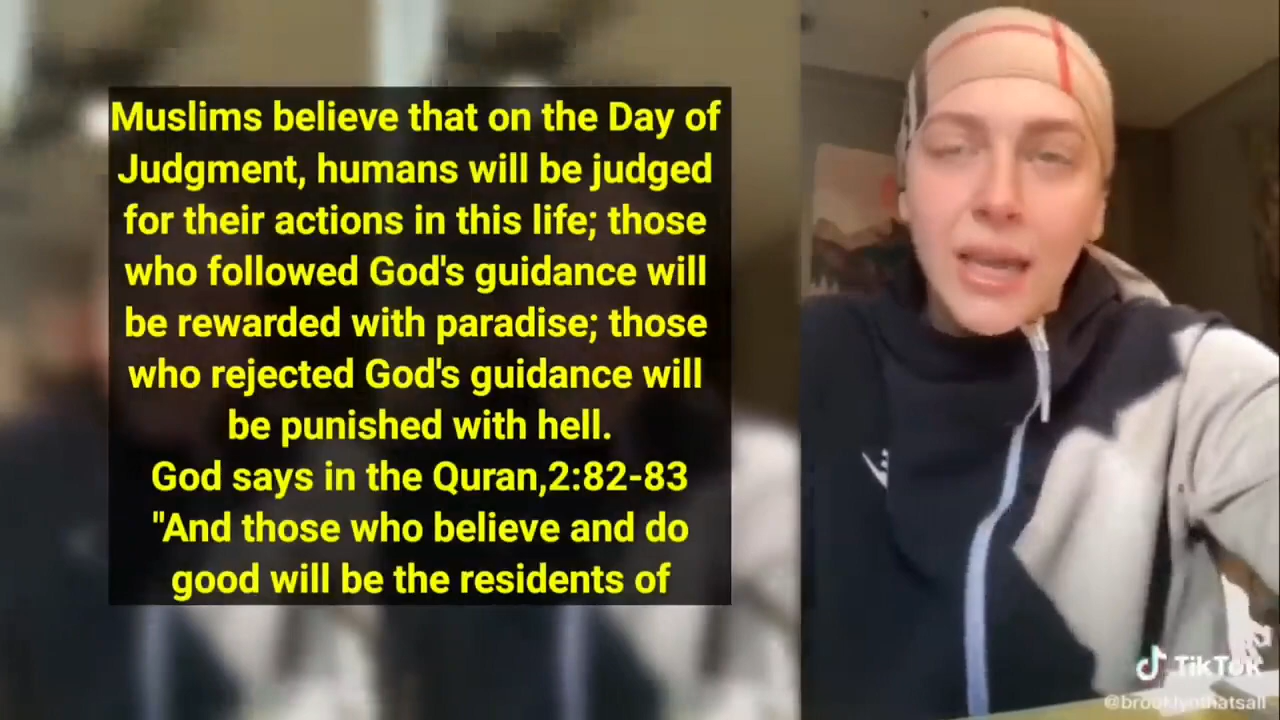 Muslims believe that on the Day of
Judgment, humans will be judged
for their actions in this life; those
who followed God's guidance will
be rewarded with paradise; those
who rejected God's guidance will
be punished with hell.
God says in the Quran,2:82-83
"And those who believe and do
good will be the residents of
TikTok
@brooklynthatsall